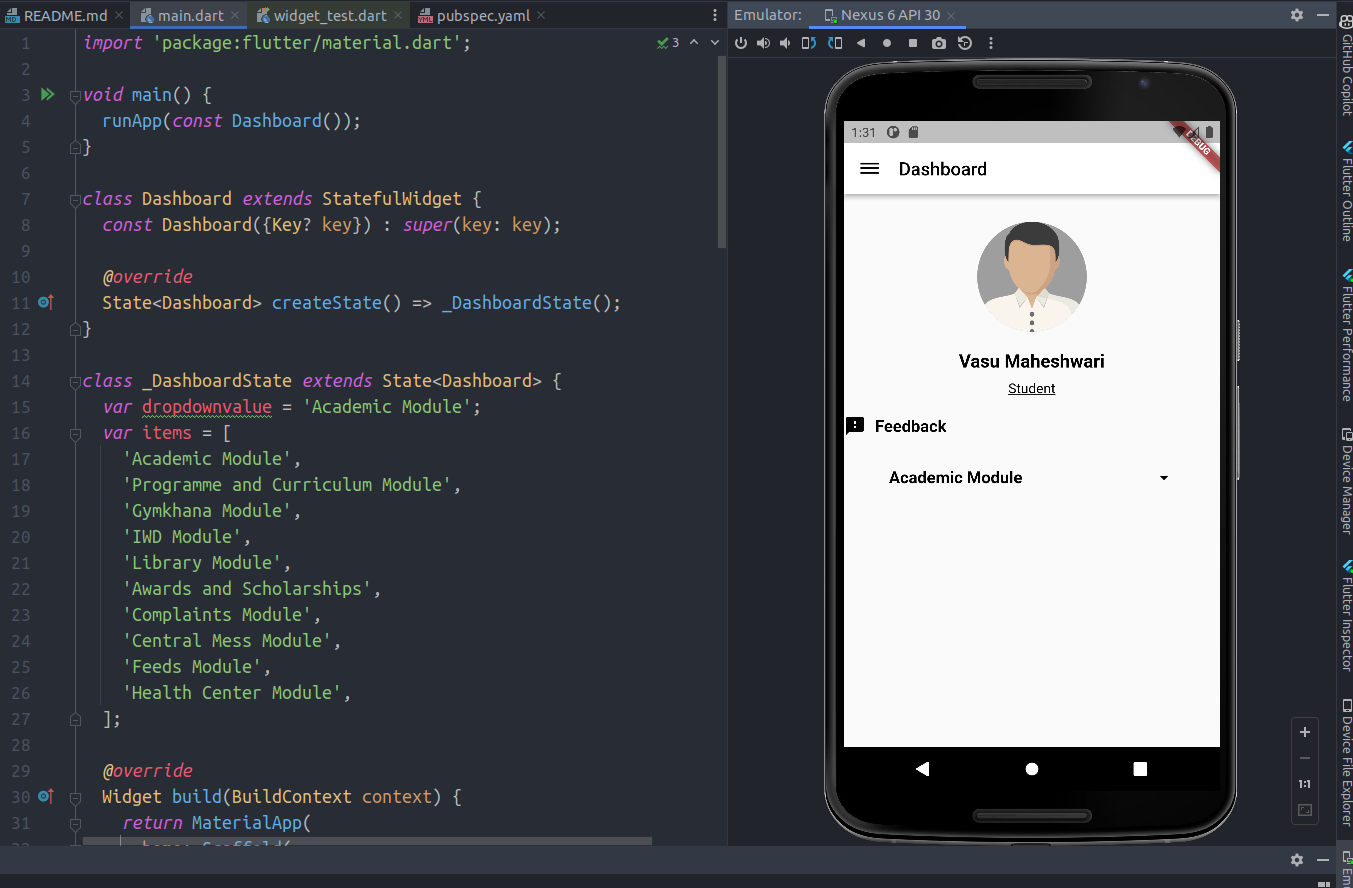 README.md
main.dart
widget_test.dart
pubspec.yaml
Emulator:
Nexus 6 API 30
1 import 'package:flutter/material.dart';
3
2
3 void main() {
4 runApp(const Dashboard());
5 }
6
7 class Dashboard extends StatefulWidget {
8 const Dashboard({Key? key}) : super(key: key);
9
10 @override
11 State<Dashboard> createState() => _DashboardState();
12 }
13
14 class _DashboardState extends State<Dashboard> {
15 var dropdownvalue = 'Academic Module';
16 var items = [
17 'Academic Module',
18 'Programme and Curriculum Module',
19 'Gymkhana Module',
20 'IWD Module',
21 'Library Module',
22 'Awards and Scholarships',
23 'Complaints Module',
24 'Central Mess Module',
25 'Feeds Module',
26 'Health Center Module',
27 ];
28
29 @override
30 Widget build(BuildContext context) {
31 return MaterialApp(
1:31
Dashboard
Vasu Maheshwari
Student
Feedback
Academic Module
1:1
GitHub Copilot
Flutter Outline
Flutter Performance
Device Manager
Flutter Inspector
Device File Explorer